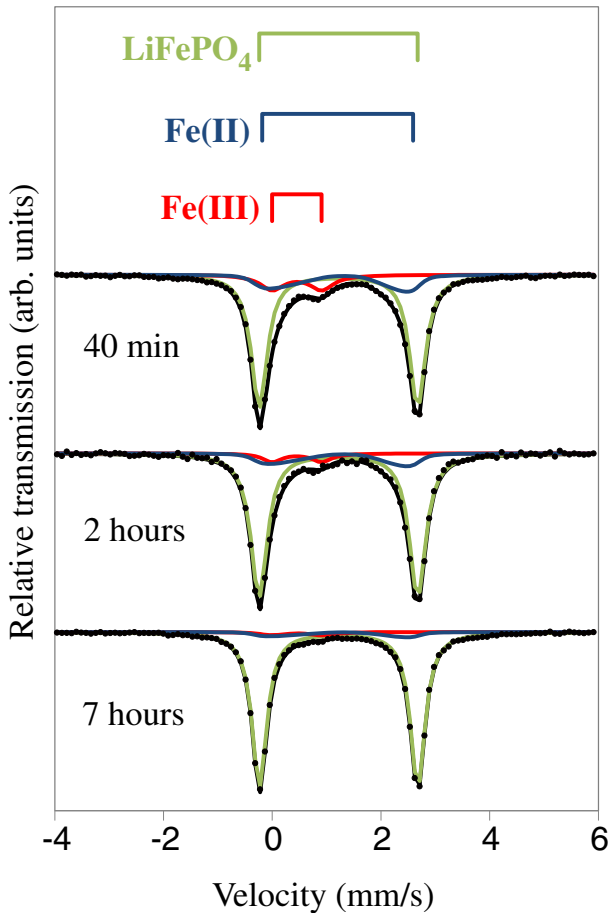 LiFePO₄
Fe(II)
Fe(III)
Relative transmission (arb. units)
40 min
2 hours
7 hours
-4 -2 0 2 4 6
Velocity (mm/s)